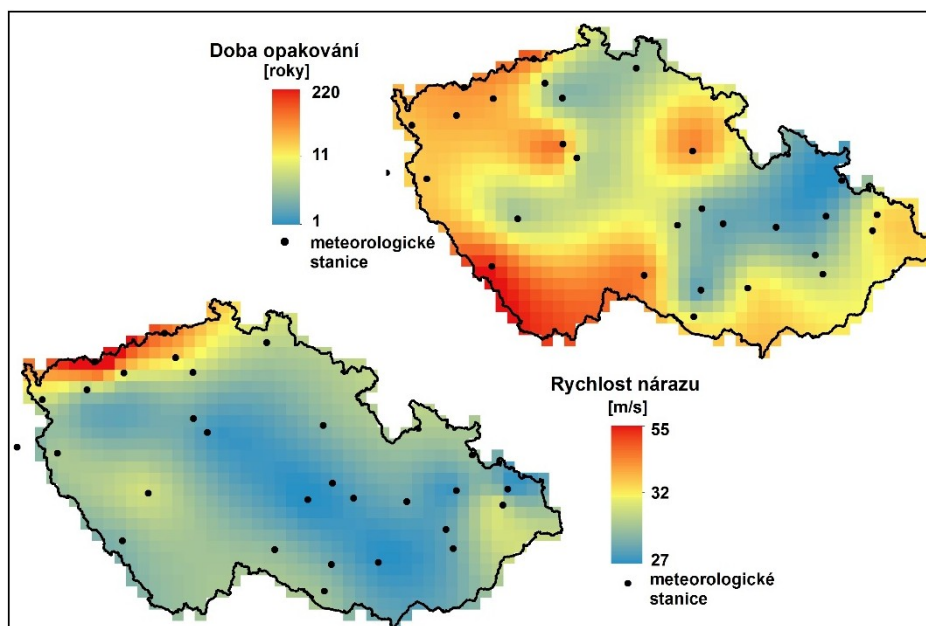 Doba opakování
[roky]
220
11
1
meteorologické
stanice
Rychlost nárazu
[m/s]
55
32
27
meteorologické
stanice